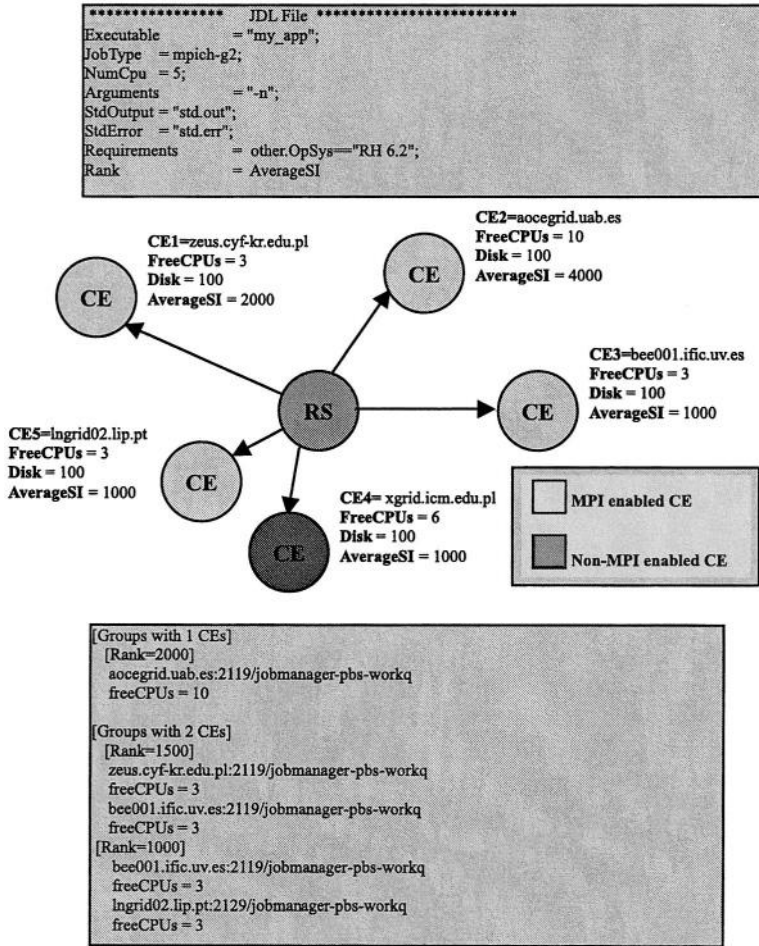 **************** JDL File ************************
Executable = "my_app";
JobType = mpich-g2;
NumCpu = 5;
Arguments = "-n";
StdOutput = "std.out";
StdError = "std.err";
Requirements = other.OpSys=="RH 6.2";
Rank = AverageSI
CE1=zeus.cyf-kr.edu.pl
FreeCPUs = 3
Disk = 100
AverageSI = 2000
CE
CE2=aocegrid.uab.es
FreeCPUs = 10
Disk = 100
AverageSI = 4000
CE
CE3=bee001.ific.uv.es
FreeCPUs = 3
Disk = 100
AverageSI = 1000
CE
RS
CE5=lngrid02.lip.pt
FreeCPUs = 3
Disk = 100
AverageSI = 1000
CE
CE4= xgrid.icm.edu.pl
FreeCPUs = 6
Disk = 100
AverageSI = 1000
CE
MPI enabled CE
Non-MPI enabled CE
[Groups with 1 CEs]
[Rank=2000]
aocegrid.uab.es:2119/jobmanager-pbs-workq
freeCPUs = 10
[Groups with 2 CEs]
[Rank=1500]
zeus.cyf-kr.edu.pl:2119/jobmanager-pbs-workq
freeCPUs = 3
bee001.ific.uv.es:2119/jobmanager-pbs-workq
freeCPUs = 3
[Rank=1000]
bee001.ific.uv.es:2119/jobmanager-pbs-workq
freeCPUs = 3
lngrid02.lip.pt:2129/jobmanager-pbs-workq
freeCPUs = 3